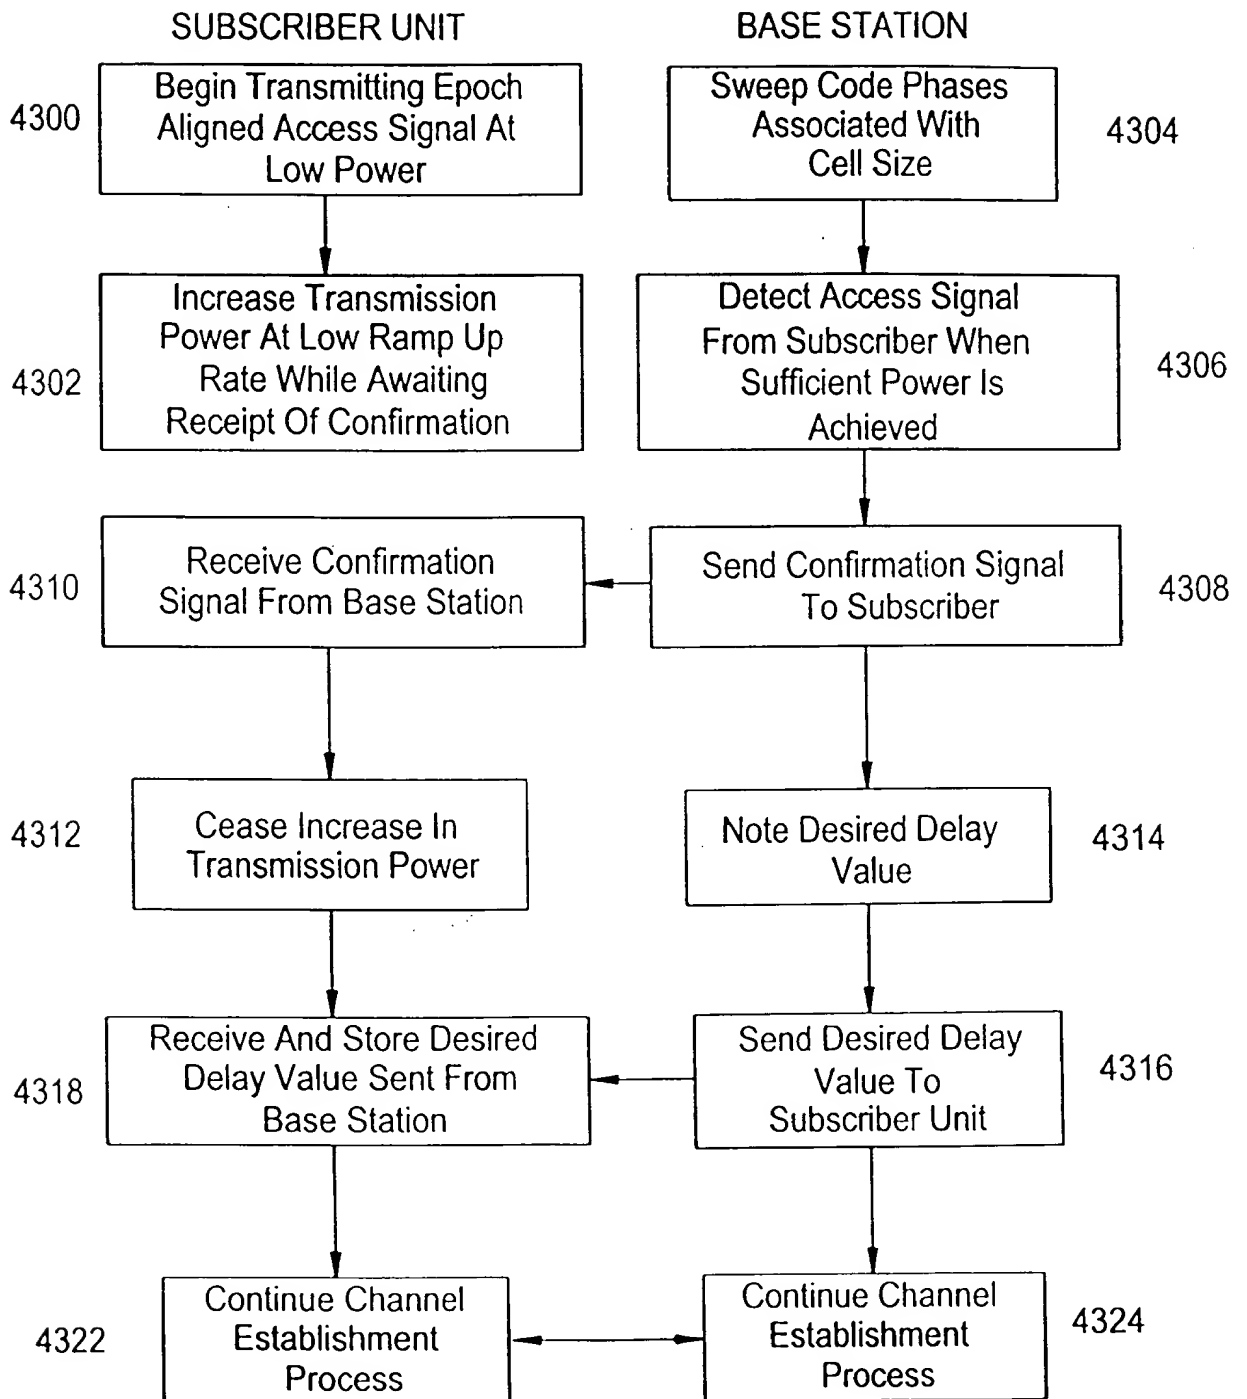 SUBSCRIBER UNIT
BASE STATION
4300
Begin Transmitting Epoch
Aligned Access Signal At
Low Power
Sweep Code Phases
Associated With
Cell Size
4304
4302
Increase Transmission
Power At Low Ramp Up
Rate While Awaiting
Receipt Of Confirmation
Detect Access Signal
From Subscriber When
Sufficient Power Is
Achieved
4306
4310
Receive Confirmation
Signal From Base Station
Send Confirmation Signal
To Subscriber
4308
4312
Cease Increase In
Transmission Power
Note Desired Delay
Value
4314
4318
Receive And Store Desired
Delay Value Sent From
Base Station
Send Desired Delay
Value To
Subscriber Unit
4316
4322
Continue Channel
Establishment
Process
Continue Channel
Establishment
Process
4324